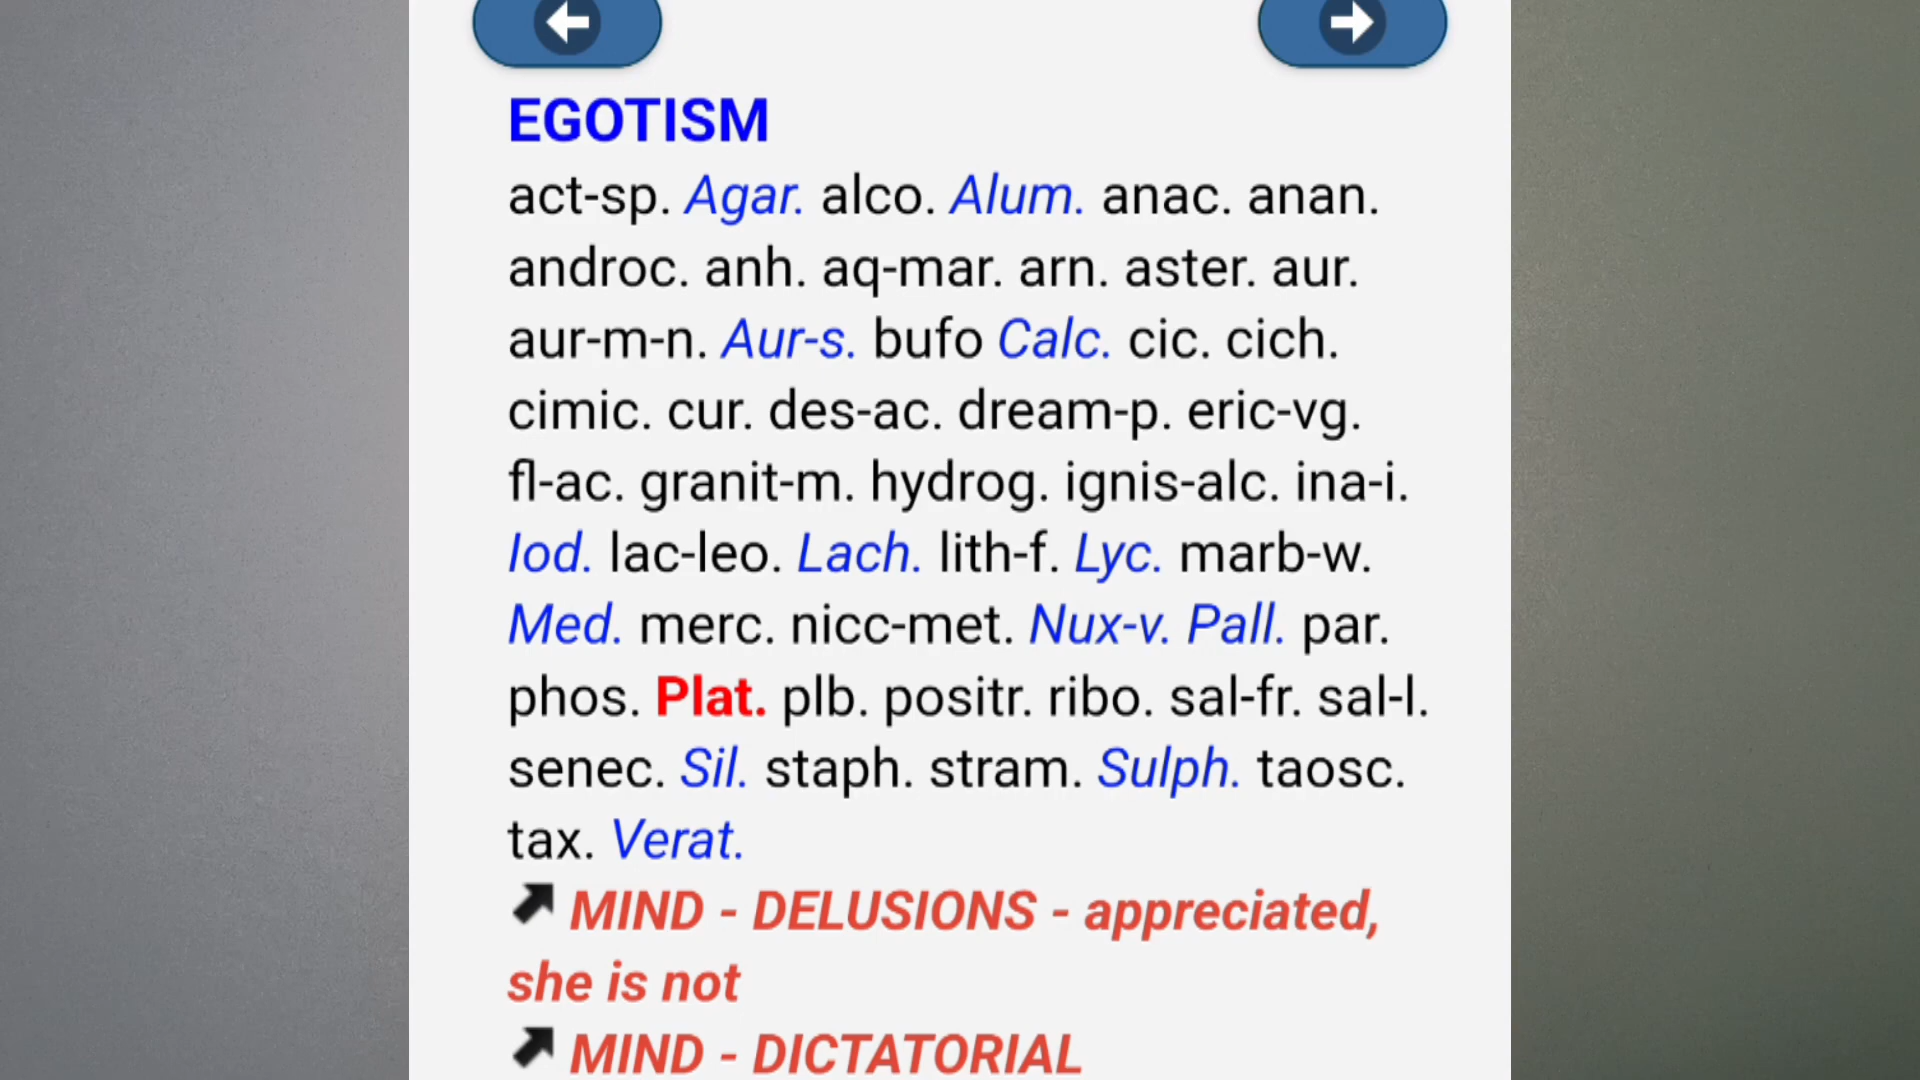 EGOTISM
act-sp. Agar. alco. Alum. anac. anan.
androc. anh. aq-mar. arn. aster. aur.
aur-m-n. Aur-s. bufo Calc. cic. cich.
cimic. cur. des-ac. dream-p. eric-vg.
fl-ac. granit-m. hydrog. ignis-alc. ina-i.
Iod. lac-leo. Lach. lith-f. Lyc. marb-w.
Med. merc. nicc-met. Nux-v. Pall. par.
phos. Plat. plb. positr. ribo. sal-fr. sal-l.
senec. Sil. staph. stram. Sulph. taosc.
tax. Verat.
MIND - DELUSIONS - appreciated,
she is not
MIND - DICTATORIAL